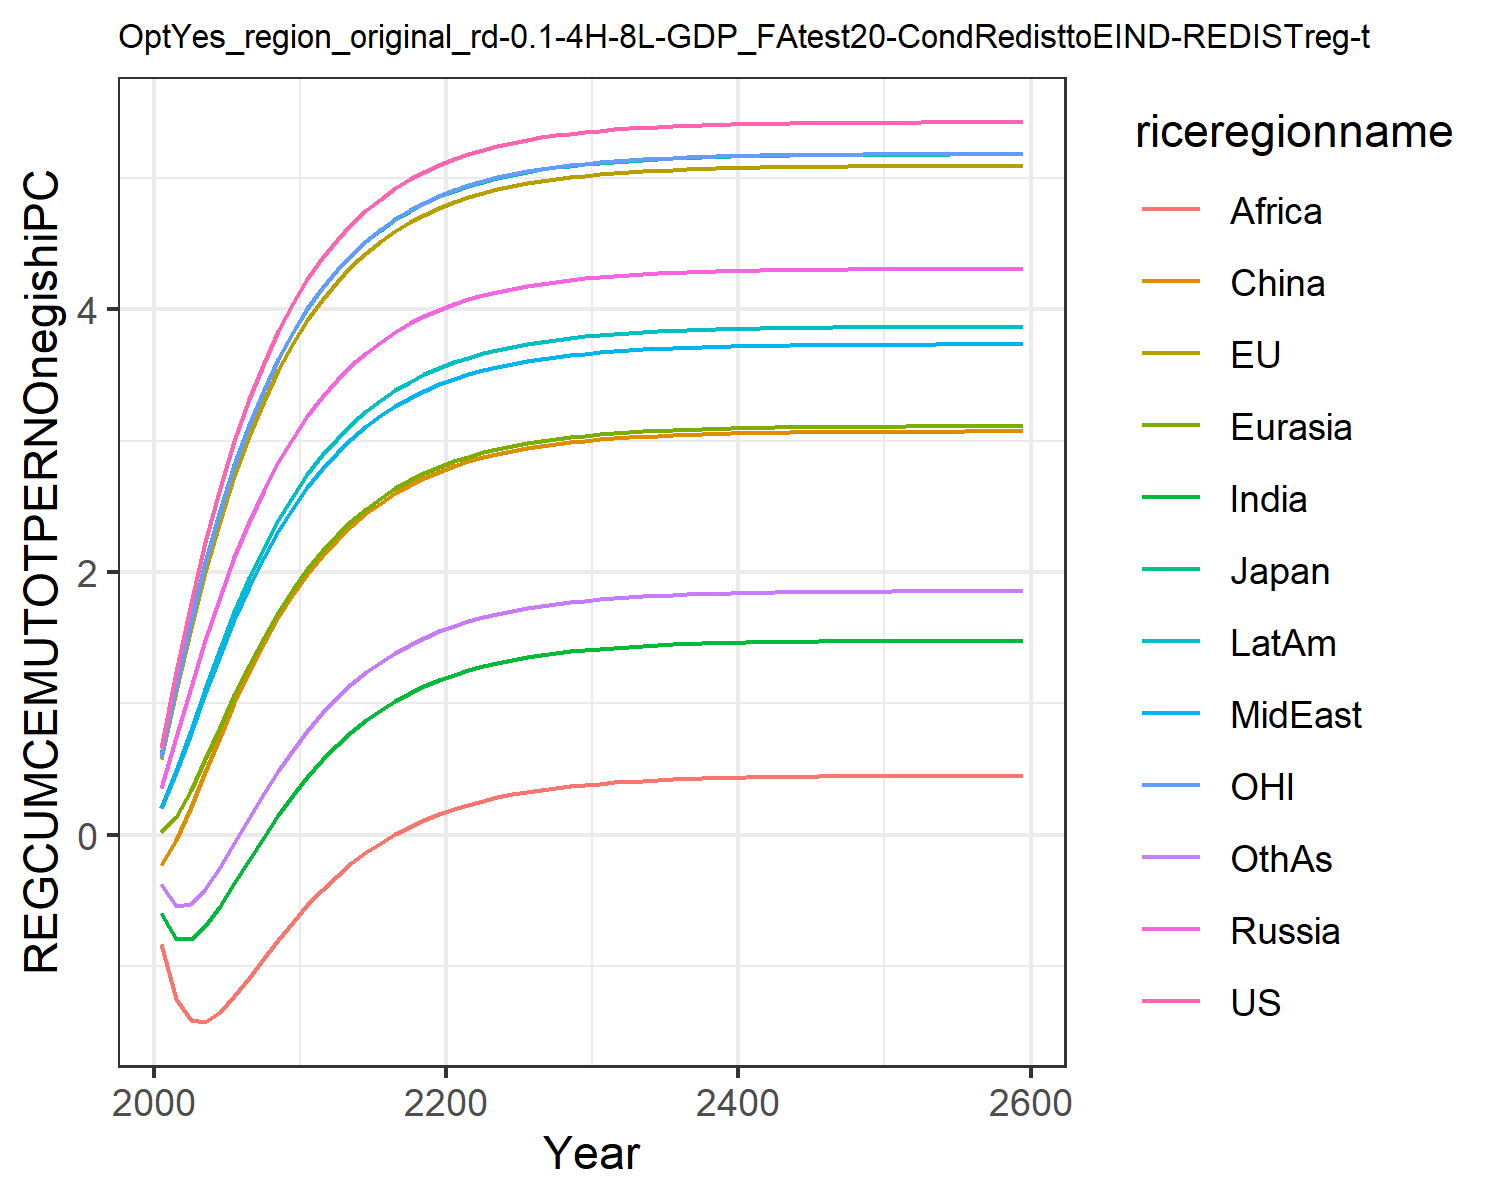 OptYes_region_original_rd-0.1-4H-8L-GDP_FAtest20-CondRedisttoEIND-REDISTreg-t
REGCUMCEMUTOTPERNOnegishiPC
4
2
0
2000
2200
2400
2600
Year
riceregionname
Africa
China
EU
Eurasia
India
Japan
LatAm
MidEast
OHI
OthAs
Russia
US